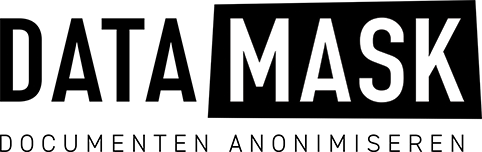 DATA MASK
DOCUMENTEN ANONIMISEREN